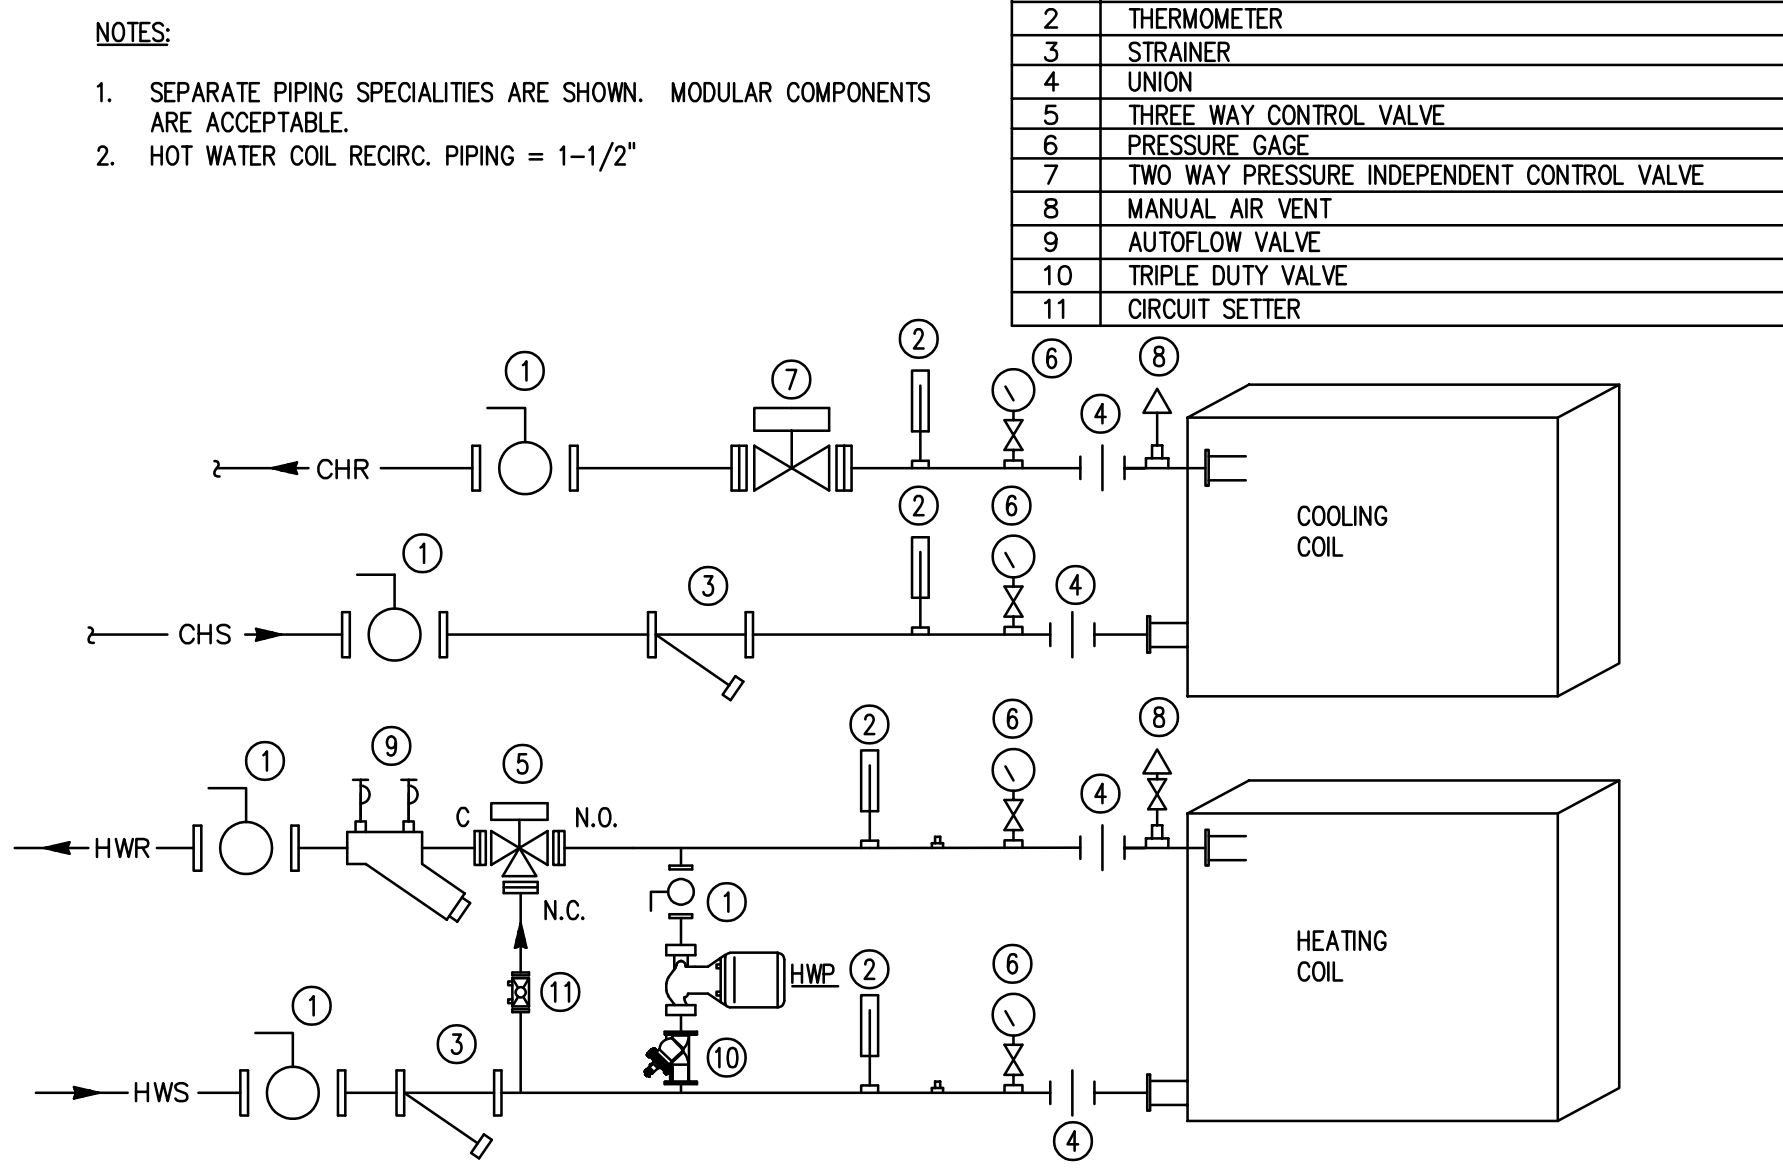 NOTES:
1. SEPARATE PIPING SPECIALITIES ARE SHOWN. MODULAR COMPONENTS
ARE ACCEPTABLE.
2. HOT WATER COIL RECIRC. PIPING = 1-1/2"
2 THERMOMETER
3 STRAINER
4 UNION
5 THREE WAY CONTROL VALVE
6 PRESSURE GAGE
7 TWO WAY PRESSURE INDEPENDENT CONTROL VALVE
8 MANUAL AIR VENT
9 AUTOFLOW VALVE
10 TRIPLE DUTY VALVE
11 CIRCUIT SETTER
1
7
2
6
4
8
CHR
COOLING
COIL
1
3
2
6
4
CHS
1
9
5
2
6
4
8
C
N.O.
HWR
N.C.
1
HEATING
COIL
11
HWP
2
6
1
3
10
HWS
4